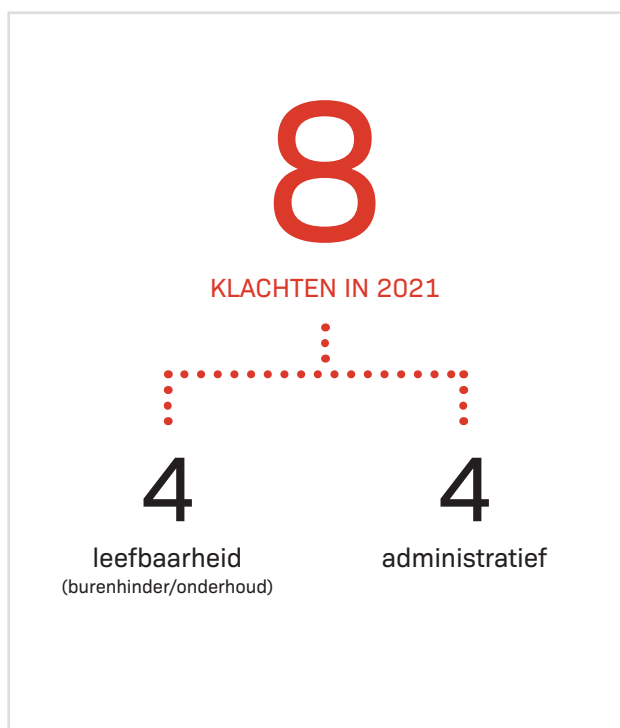 8
KLACHTEN IN 2021
4
leefbaarheid
(burenhinder/onderhoud)
4
administratief